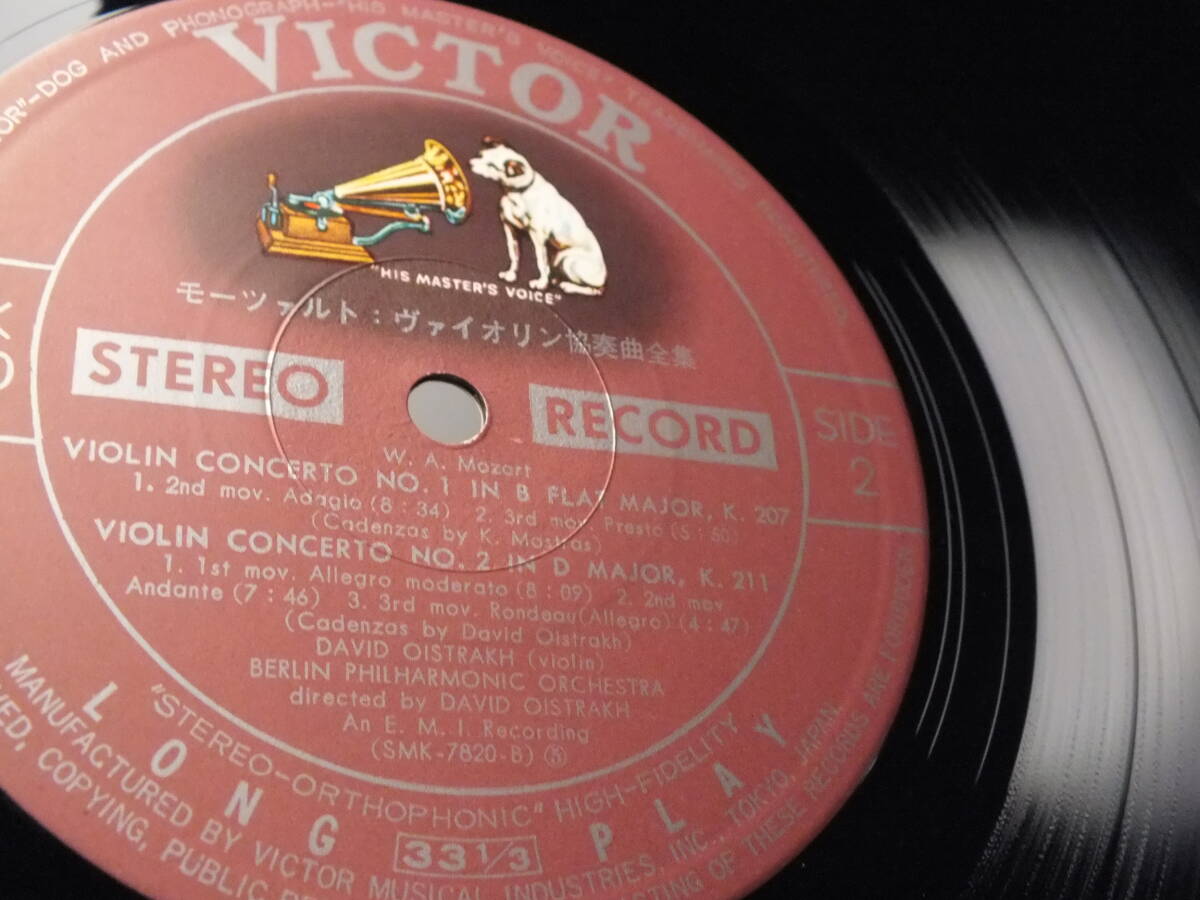 OR"-DOG AND PHONOGRAPH-"HIS MASTER'S VOICE" TRADEMARKS REGISTERED
VICTOR
"HIS MASTER'S VOICE"
モーツァルト：ヴァイオリン協奏曲全集
STEREO
RECORD
SIDE
2
W. A. Mozart
VIOLIN CONCERTO NO. 1 IN B FLAT MAJOR, K. 207
1. 2nd mov. Adagio (8:34) 2. 3rd mov. Presto (5:50)
(Cadenzas by K. Mostras)
VIOLIN CONCERTO NO. 2 IN D MAJOR, K. 211
1. 1st mov. Allegro moderato (8:09) 2. 2nd mov.
Andante (7:46) 3. 3rd mov. Rondeau(Allegro) (4:47)
(Cadenzas by David Oistrakh)
DAVID OISTRAKH (violin)
BERLIN PHILHARMONIC ORCHESTRA
directed by DAVID OISTRAKH
An E. M. I. Recording
(SMK-7820-B) ⑤
"STEREO-ORTHOPHONIC" HIGH-FIDELITY
LONG PLAY
33 1/3
MANUFACTURED BY VICTOR MUSICAL INDUSTRIES, INC., TOKYO, JAPAN.
COPYING, PUBLIC
OF THESE RECORDS ARE FORBIDDEN